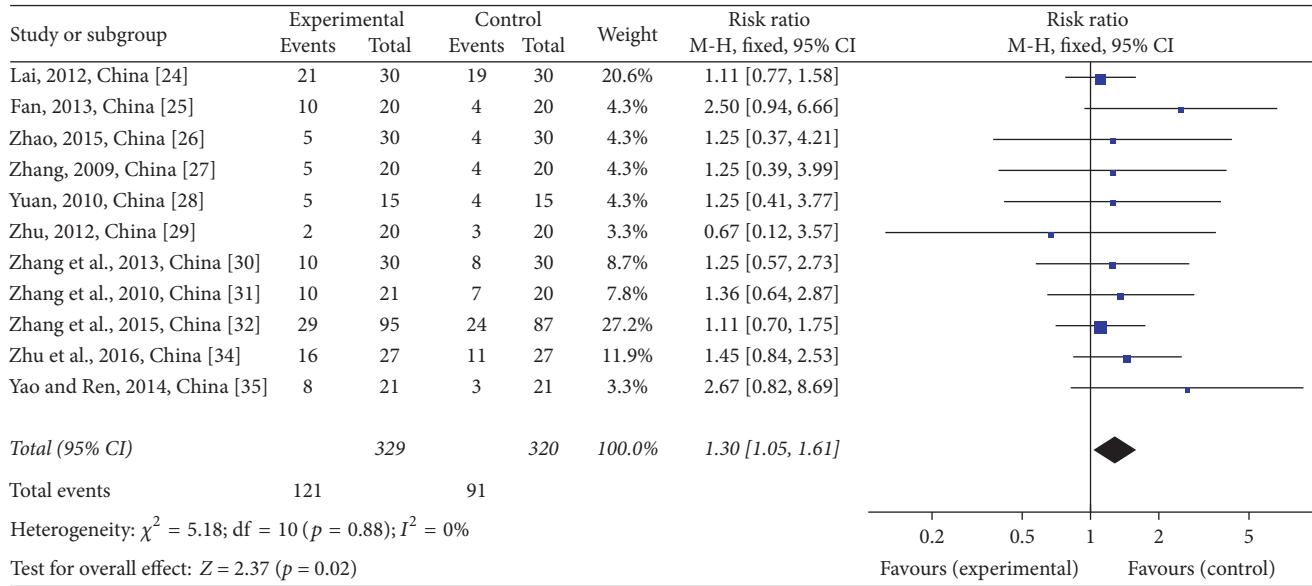 Study or subgroup Experimental Control Weight Risk ratio Risk ratio
Events Total Events Total M-H, fixed, 95% CI M-H, fixed, 95% CI
Lai, 2012, China [24] 21 30 19 30 20.6% 1.11 [0.77, 1.58]
Fan, 2013, China [25] 10 20 4 20 4.3% 2.50 [0.94, 6.66]
Zhao, 2015, China [26] 5 30 4 30 4.3% 1.25 [0.37, 4.21]
Zhang, 2009, China [27] 5 20 4 20 4.3% 1.25 [0.39, 3.99]
Yuan, 2010, China [28] 5 15 4 15 4.3% 1.25 [0.41, 3.77]
Zhu, 2012, China [29] 2 20 3 20 3.3% 0.67 [0.12, 3.57]
Zhang et al., 2013, China [30] 10 30 8 30 8.7% 1.25 [0.57, 2.73]
Zhang et al., 2010, China [31] 10 21 7 20 7.8% 1.36 [0.64, 2.87]
Zhang et al., 2015, China [32] 29 95 24 87 27.2% 1.11 [0.70, 1.75]
Zhu et al., 2016, China [34] 16 27 11 27 11.9% 1.45 [0.84, 2.53]
Yao and Ren, 2014, China [35] 8 21 3 21 3.3% 2.67 [0.82, 8.69]
Total (95% CI) 329 320 100.0% 1.30 [1.05, 1.61]
Total events 121 91
Heterogeneity: χ² = 5.18; df = 10 (p = 0.88); I² = 0%
0.2 0.5 1 2 5
Test for overall effect: Z = 2.37 (p = 0.02) Favours (experimental) Favours (control)